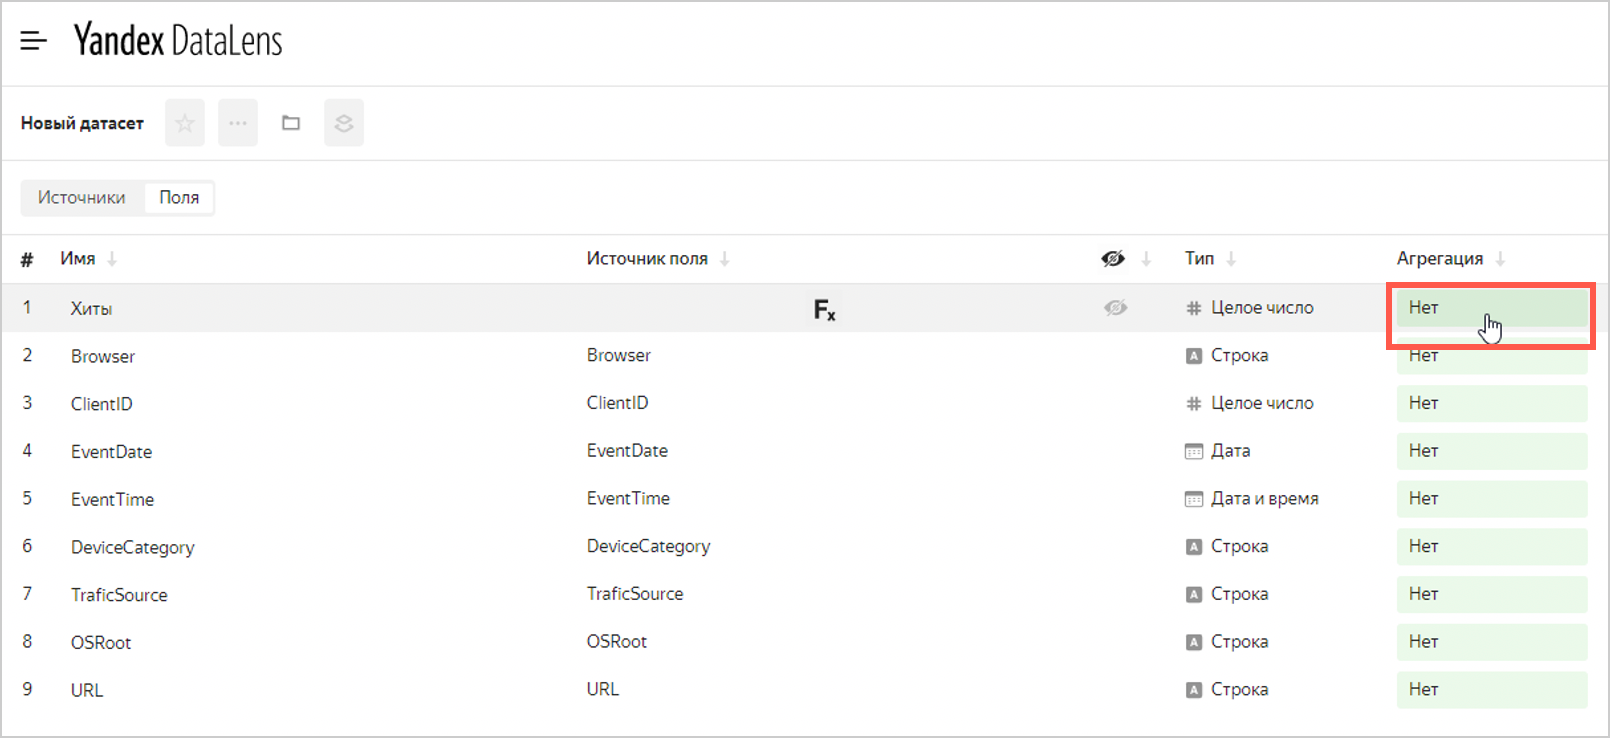 Yandex DataLens
Новый датасет
Источники Поля
# Имя Источник поля Тип Агрегация
1 Хиты Fx # Целое число Нет
2 Browser Browser A Строка Нет
3 ClientID ClientID # Целое число Нет
4 EventDate EventDate Дата Нет
5 EventTime EventTime Дата и время Нет
6 DeviceCategory DeviceCategory A Строка Нет
7 TraficSource TraficSource A Строка Нет
8 OSRoot OSRoot A Строка Нет
9 URL URL A Строка Нет